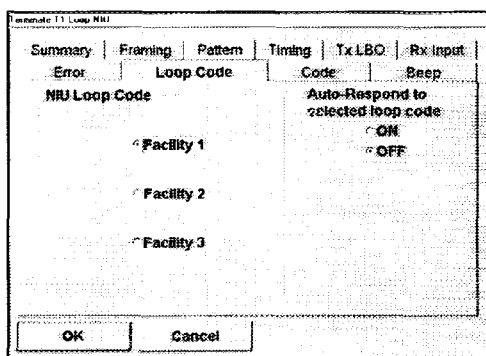 Terminate T1 Loop NIU
Summary Framing Pattern Timing Tx LBO Rx Input
Error Loop Code Code Beep
NIU Loop Code
Auto-Respond to
selected loop code
ON
OFF
Facility 1
Facility 2
Facility 3
OK Cancel